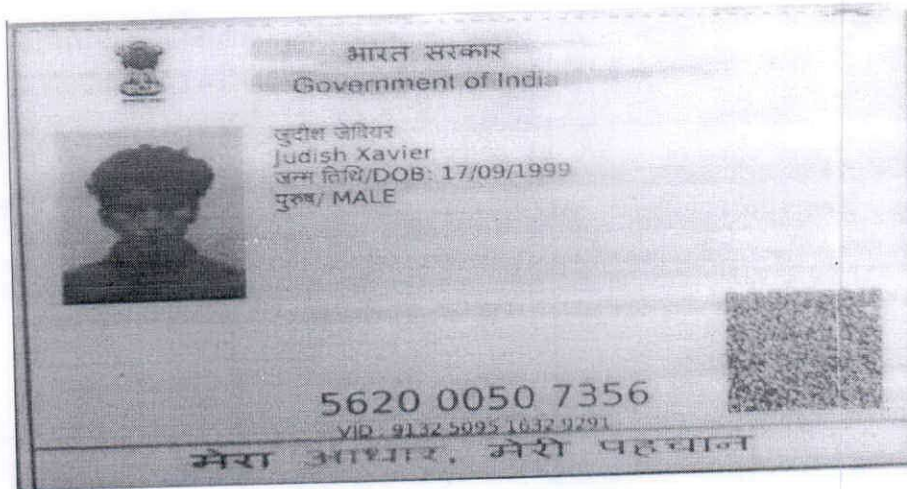 भारत सरकार
Government of India
जुदीश जेवियर
Judish Xavier
जन्म तिथि/DOB: 17/09/1999
पुरुष/ MALE
5620 0050 7356
VID : 9132 5095 1632 9291
मेरा आधार, मेरी पहचान